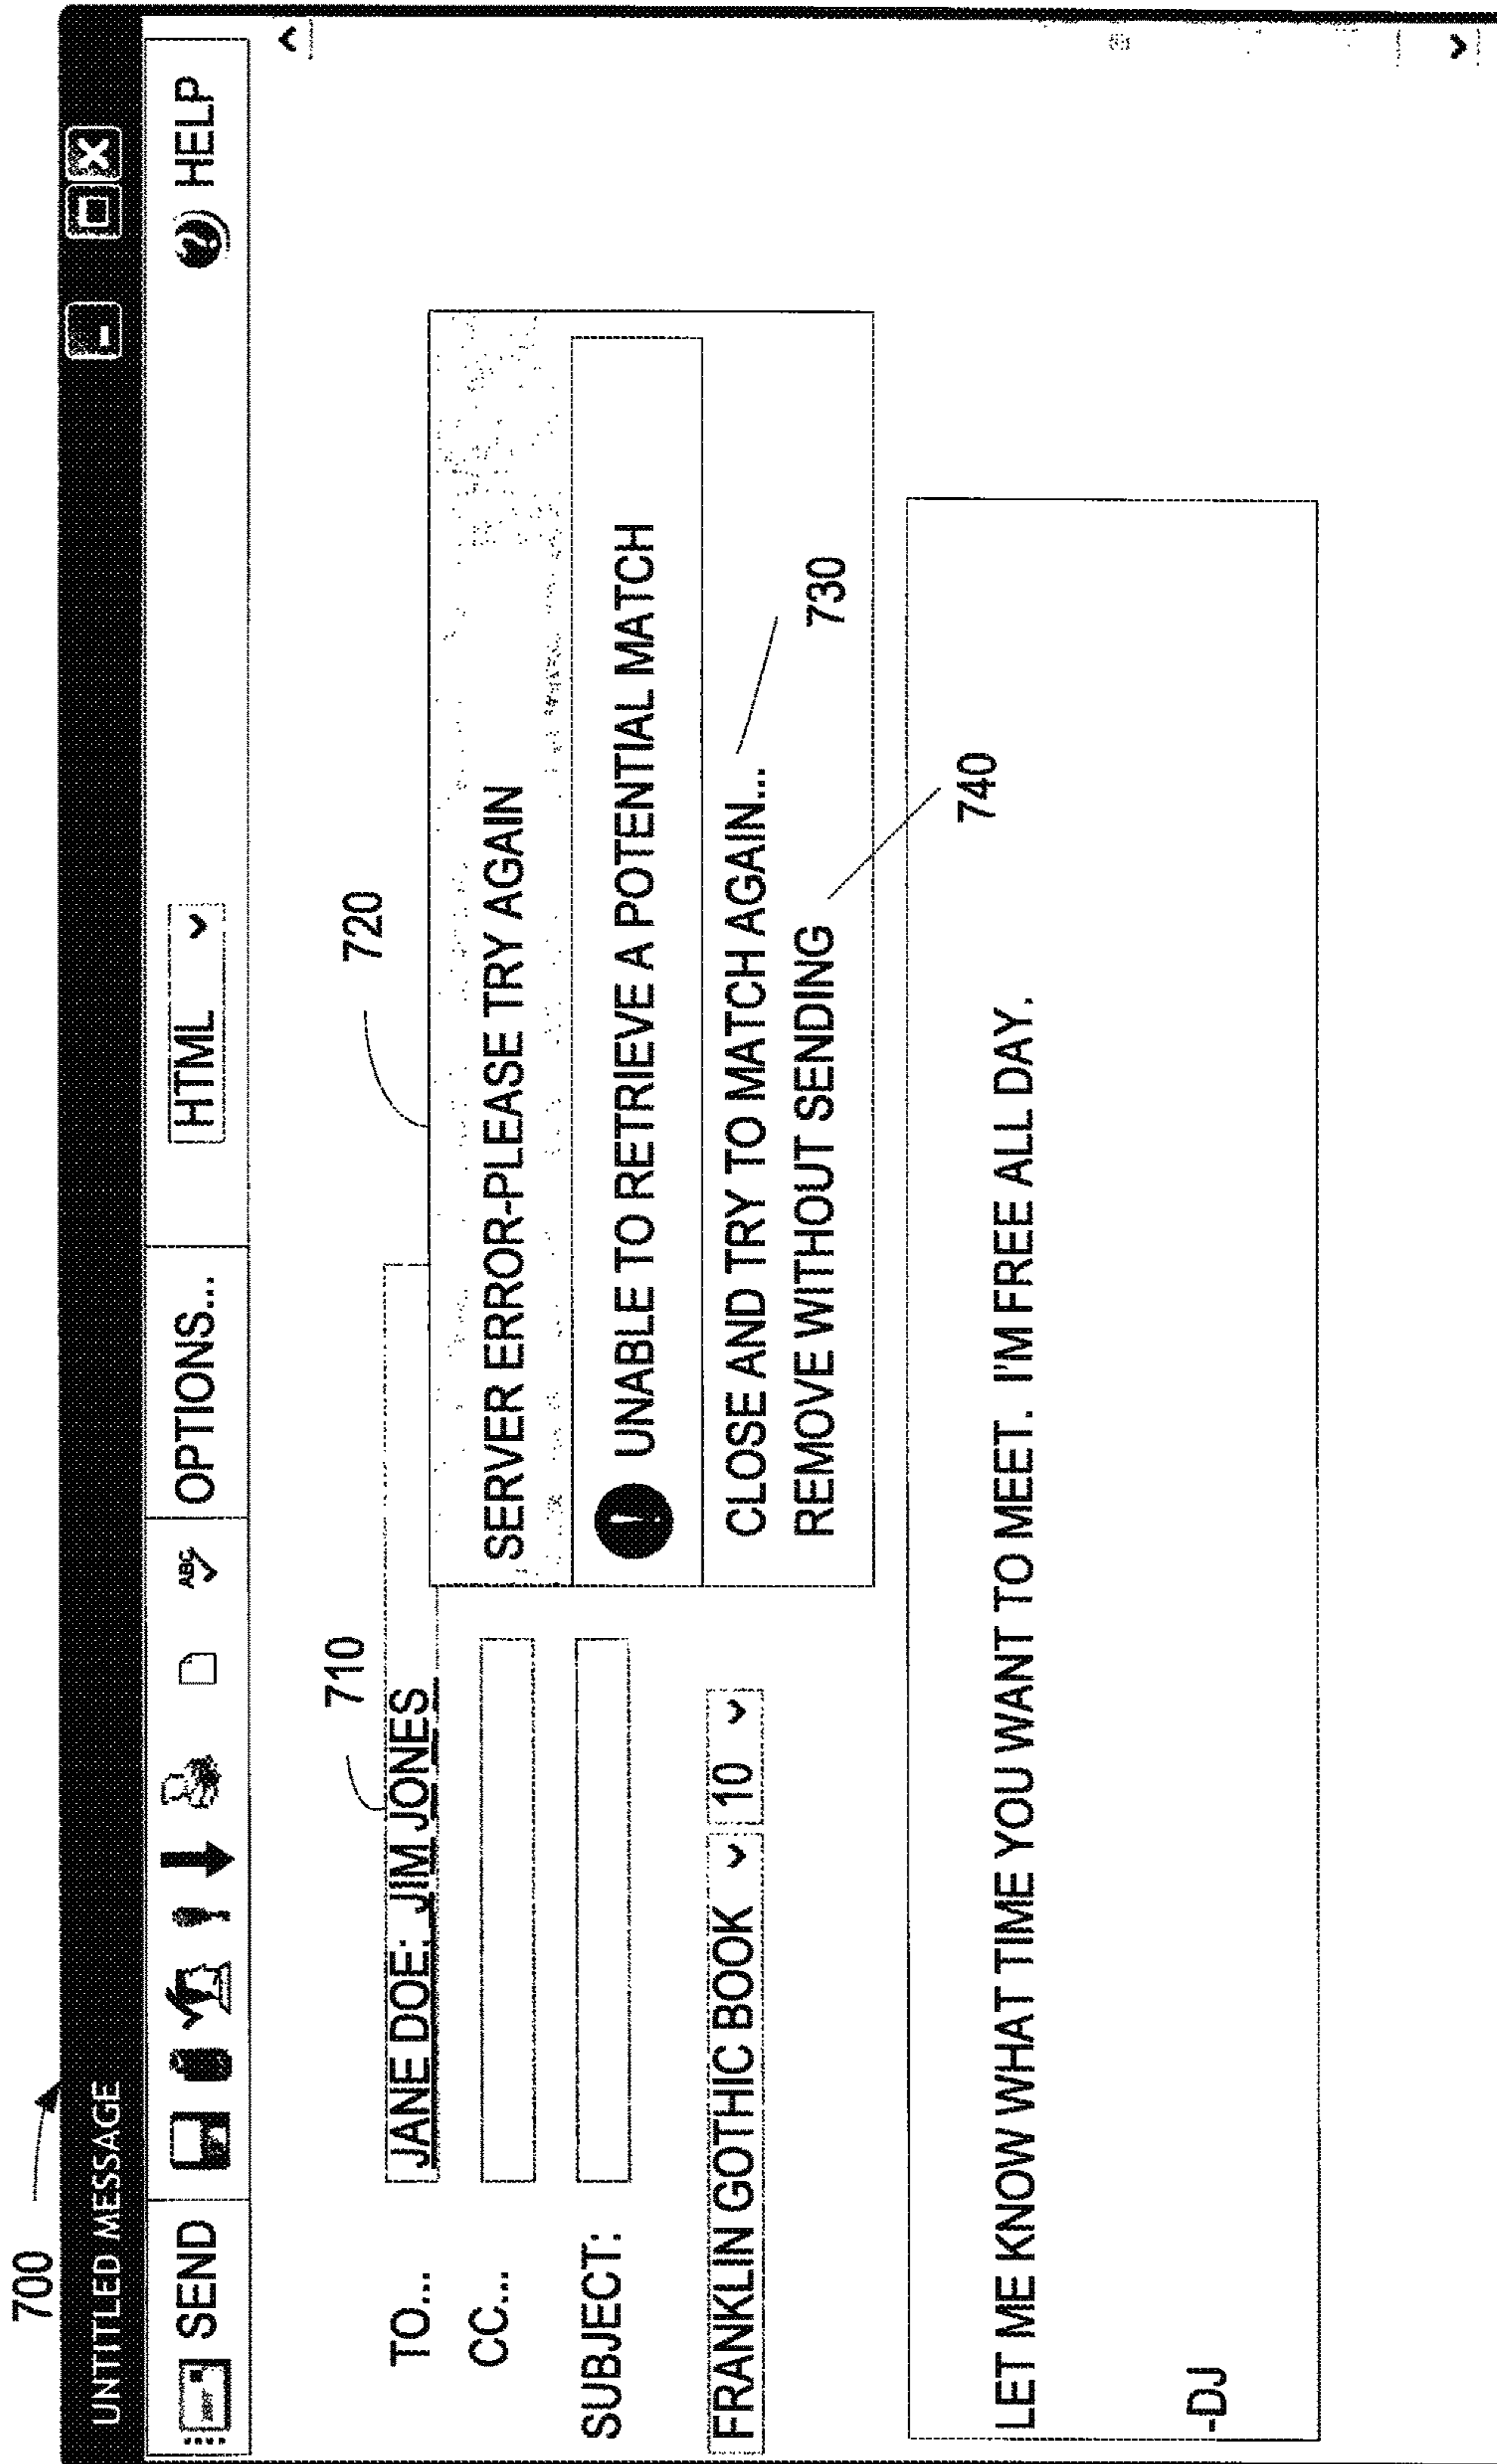 700
UNTITLED MESSAGE
SEND
ABC
OPTIONS...
HTML
HELP
710
720
TO...
JANE DOE; JIM JONES
CC...
SERVER ERROR-PLEASE TRY AGAIN
SUBJECT:
! UNABLE TO RETRIEVE A POTENTIAL MATCH
FRANKLIN GOTHIC BOOK
10
CLOSE AND TRY TO MATCH AGAIN...
730
REMOVE WITHOUT SENDING
740
LET ME KNOW WHAT TIME YOU WANT TO MEET. I'M FREE ALL DAY.
-DJ